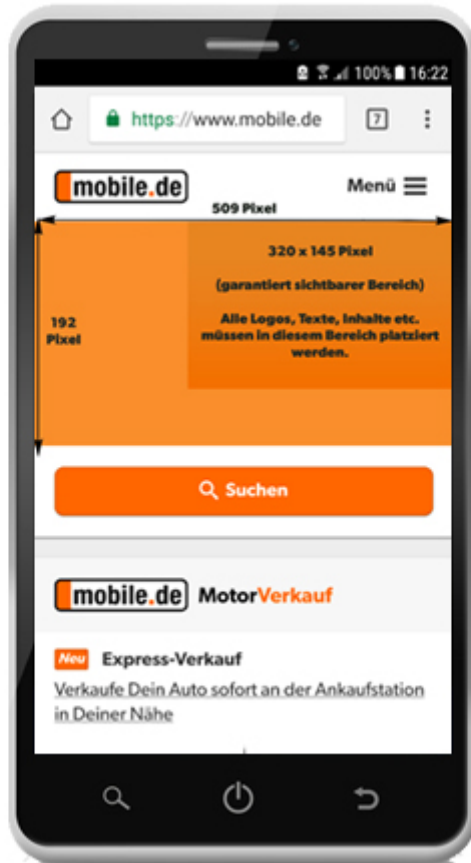 100% 16:22
https://www.mobile.de 7
mobile.de Menü
509 Pixel
320 x 145 Pixel
(garantiert sichtbarer Bereich)
Alle Logos, Texte, Inhalte etc.
müssen in diesem Bereich platziert
werden.
192
Pixel
Suchen
mobile.de MotorVerkauf
Neu Express-Verkauf
Verkaufe Dein Auto sofort an der Ankaufstation
in Deiner Nähe